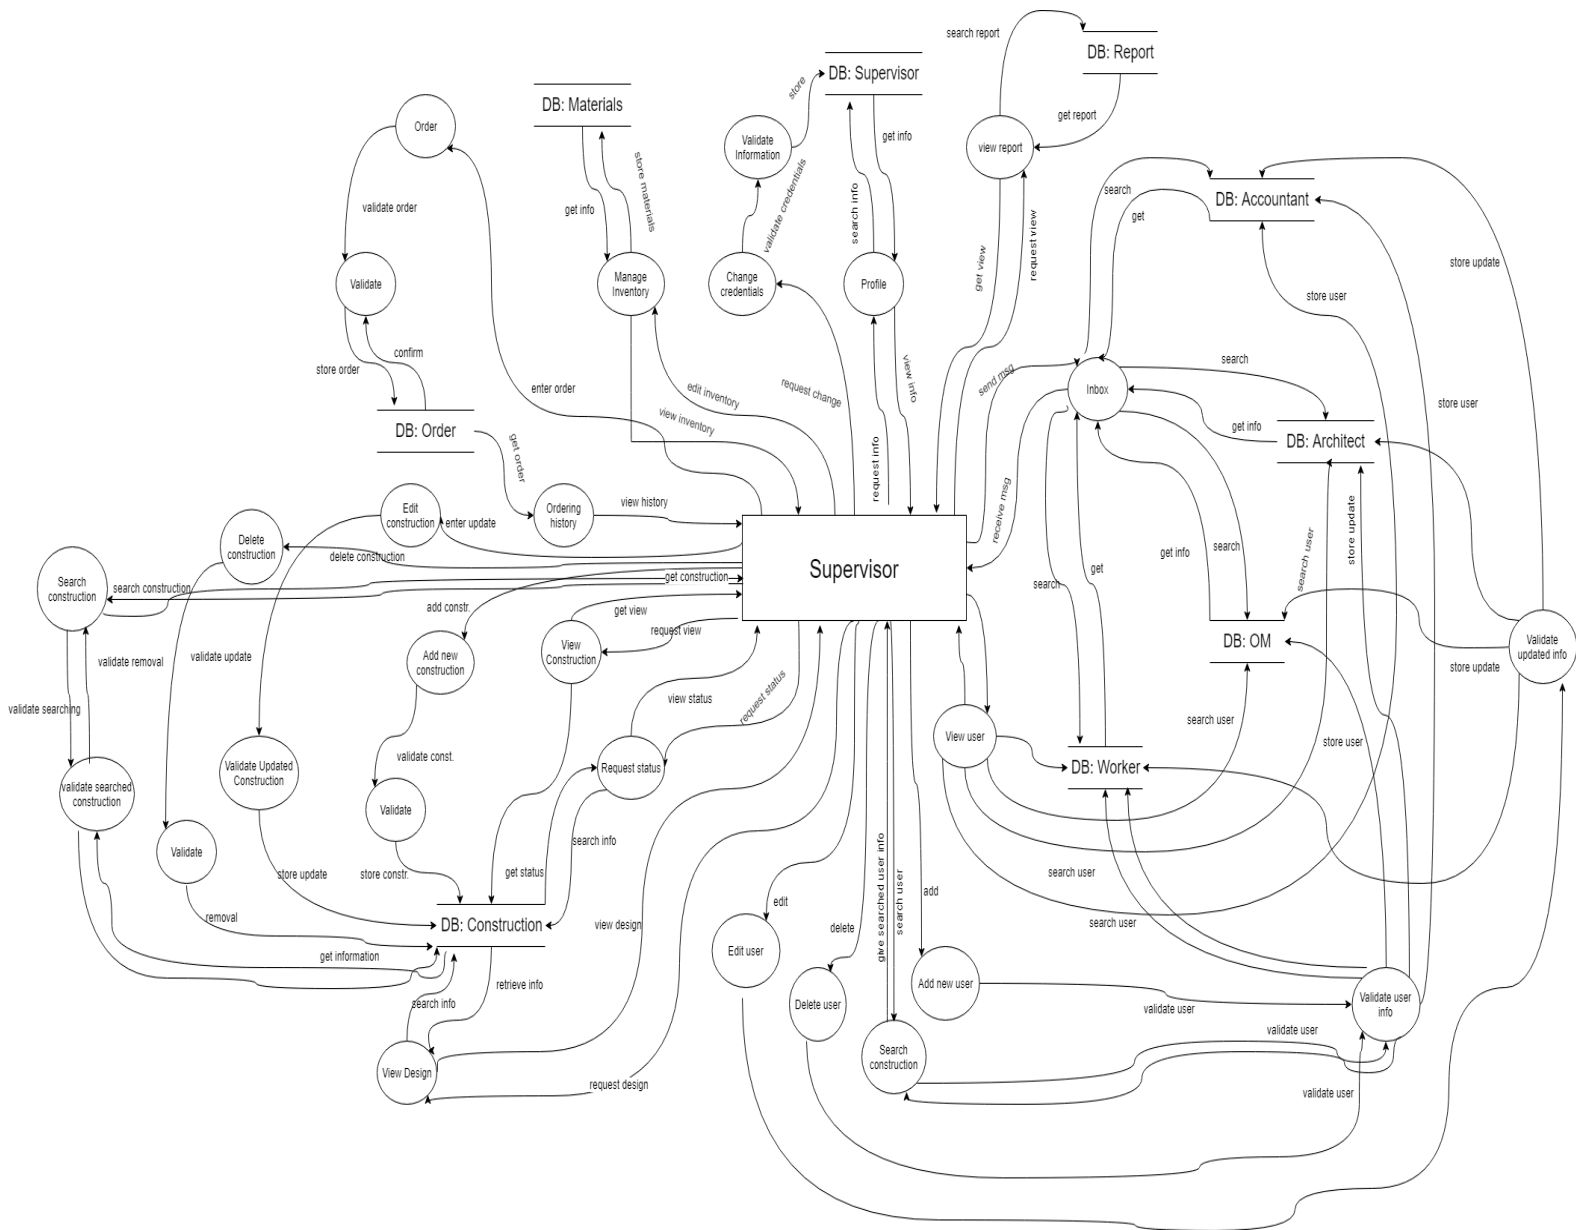 search report
DB: Report
DB: Supervisor
store
DB: Materials
get report
Order
Validate
Information
get info
view report
store materials
validate credentials
search
DB: Accountant
validate order
get info
search info
get
request view
get view
store update
Validate
Manage
Inventory
Change
credentials
Profile
store user
confirm
store order
enter order
edit inventory
view inventory
request change
view info
send msg
search
Inbox
store user
DB: Order
get order
request info
get info
DB: Architect
Edit
construction
Ordering
history
view history
receive msg
Delete
construction
enter update
delete construction
Supervisor
get info
search
search user
store update
Search
construction
search construction
get construction
search
get
add constr.
get view
request view
validate update
validate removal
Add new
construction
View
Construction
DB: OM
Validate
updated info
store update
view status
request status
validate searching
search user
View user
store user
validate const.
Validate Updated
Construction
Request status
DB: Worker
validate searched
construction
Validate
search info
Validate
store update
store constr.
get status
give searched user info
search user
search user
add
edit
removal
DB: Construction
view design
delete
search user
get information
Edit user
search info
retrieve info
Add new user
Delete user
validate user
Validate user
info
Search
construction
validate user
View Design
request design
validate user